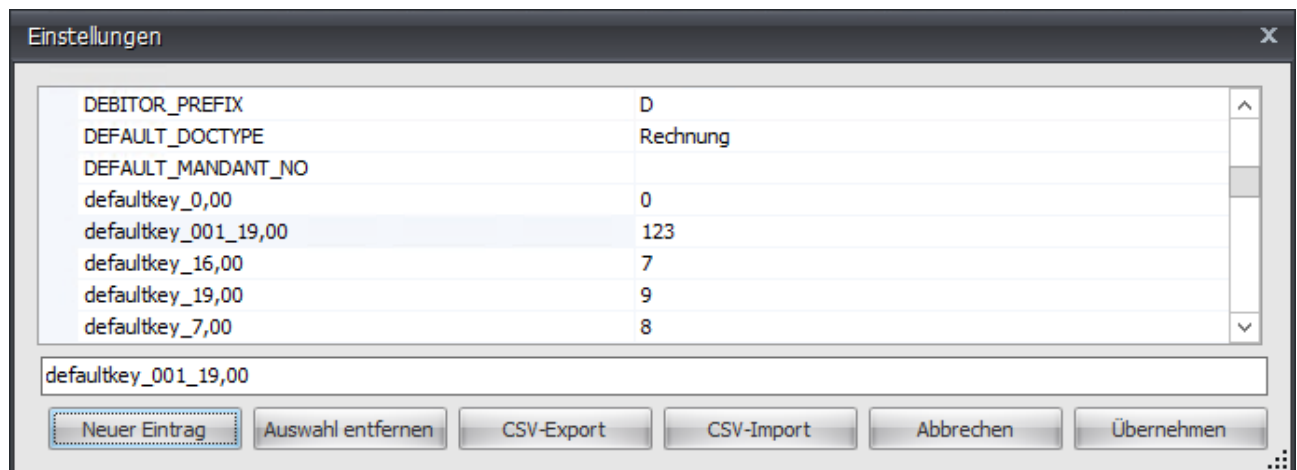 Einstellungen x
DEBITOR_PREFIX D
DEFAULT_DOCTYPE Rechnung
DEFAULT_MANDANT_NO
defaultkey_0,00 0
defaultkey_001_19,00 123
defaultkey_16,00 7
defaultkey_19,00 9
defaultkey_7,00 8
defaultkey_001_19,00
Neuer Eintrag Auswahl entfernen CSV-Export CSV-Import Abbrechen Übernehmen